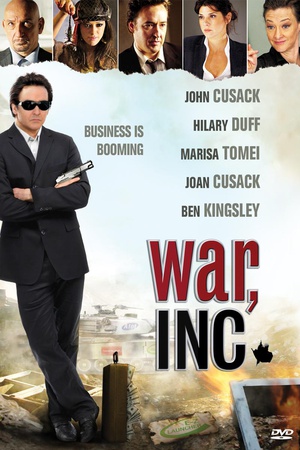 JOHN CUSACK
HILARY DUFF
BUSINESS IS
BOOMING
MARISA TOMEI
JOAN CUSACK
BEN KINGSLEY
war,
INC.
DVD